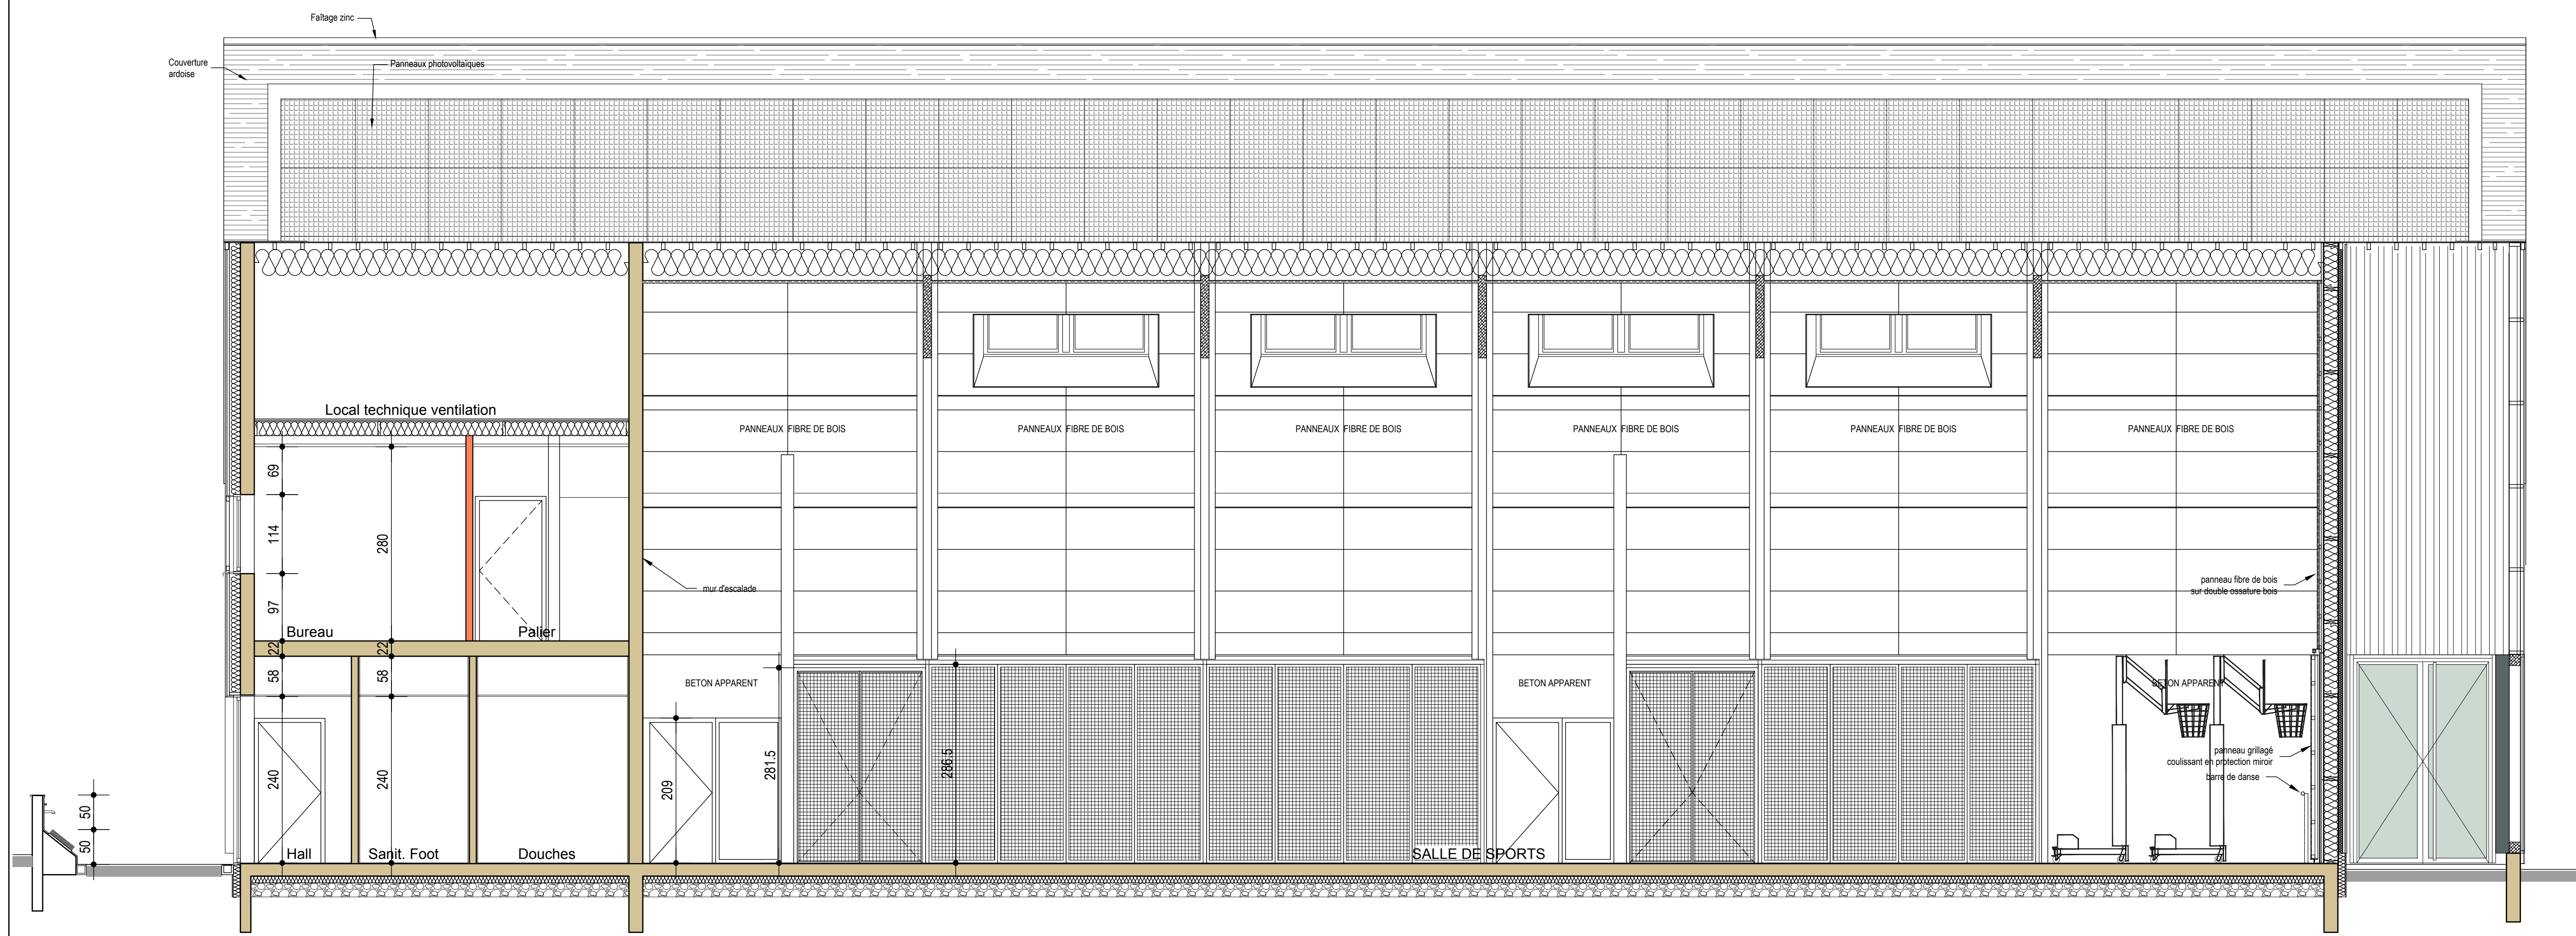 Faîtage zinc
Couverture
ardoise
Panneaux photovoltaïques
Local technique ventilation
PANNEAUX FIBRE DE BOIS
PANNEAUX FIBRE DE BOIS
PANNEAUX FIBRE DE BOIS
PANNEAUX FIBRE DE BOIS
PANNEAUX FIBRE DE BOIS
PANNEAUX FIBRE DE BOIS
69
114
280
97
mur d'escalade
panneau fibre de bois
sur double ossature bois
Bureau
Palier
22
22
58
58
BETON APPARENT
BETON APPARENT
BETON APPARENT
240
240
209
281.5
286.5
panneau grillagé
coulissant en protection miroir
barre de danse
50
50
Hall
Sanit. Foot
Douches
SALLE DE SPORTS